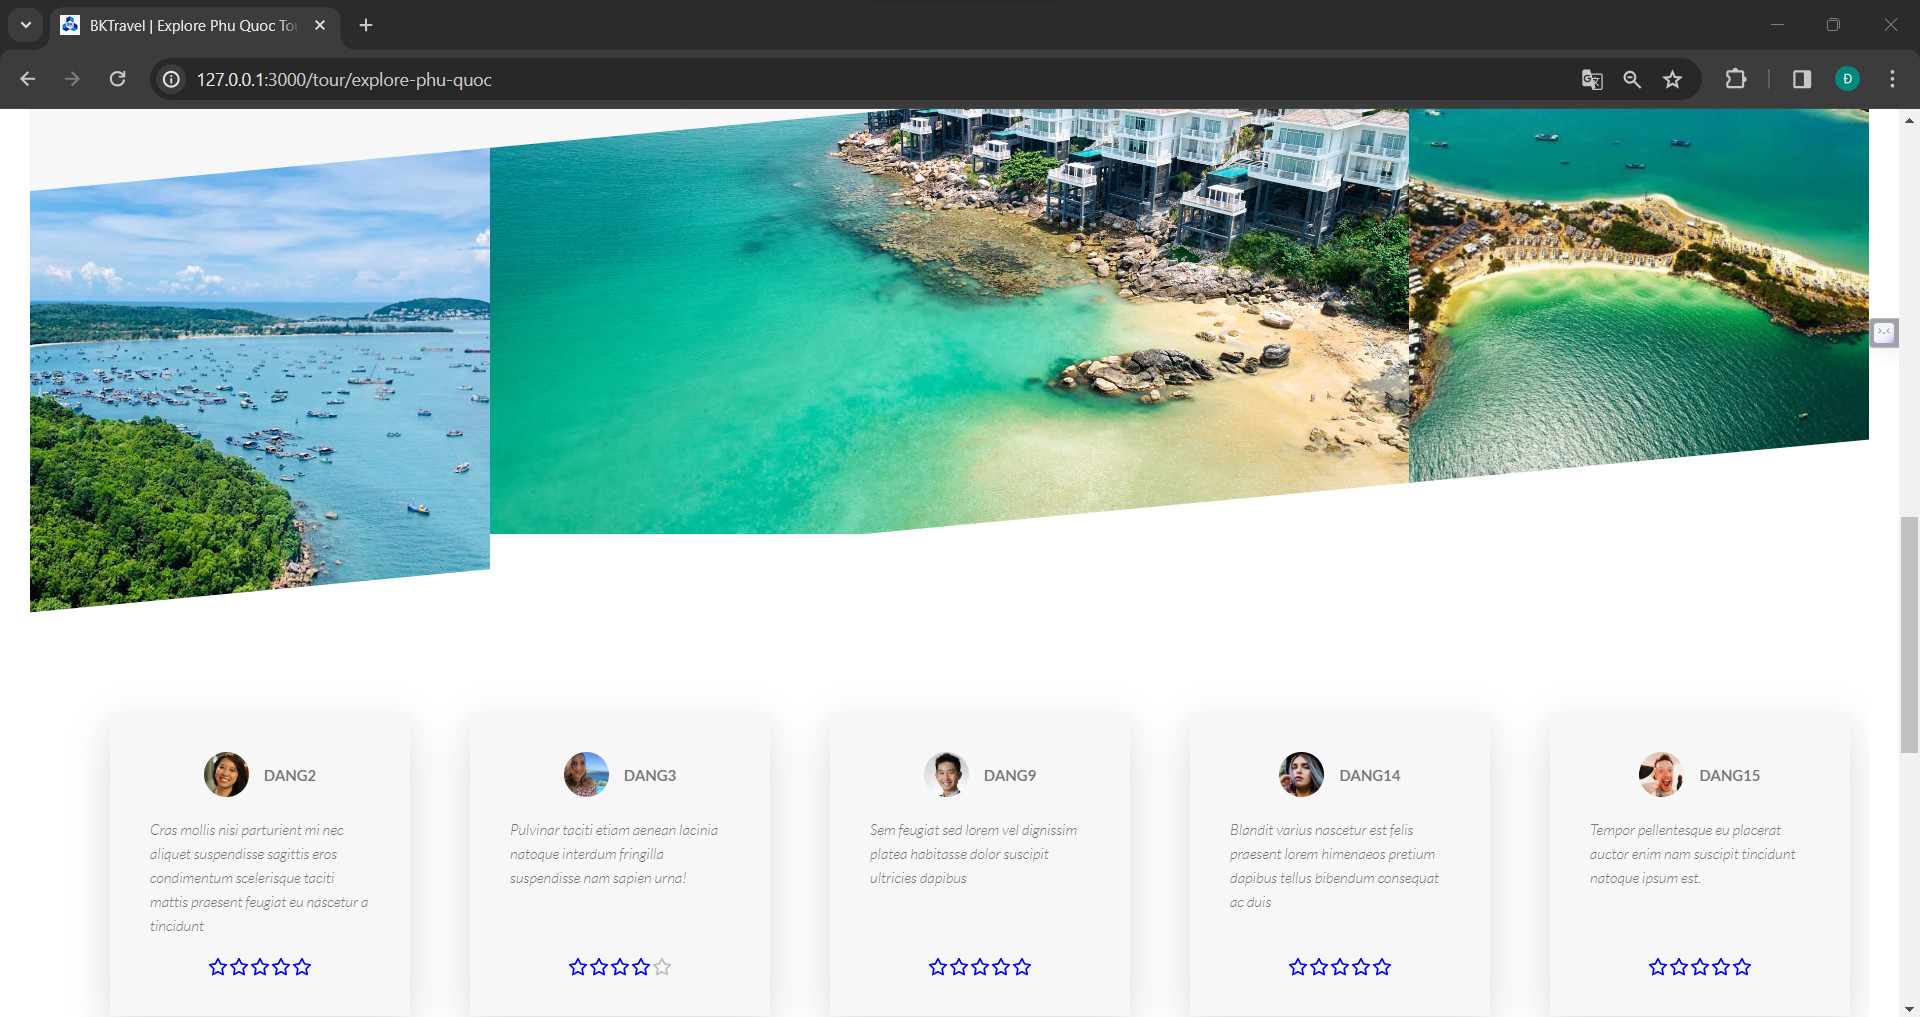 BKTravel | Explore Phu Quoc To
127.0.0.1:3000/tour/explore-phu-quoc
Đ
DANG2
Cras mollis nisi parturient mi nec
aliquet suspendisse sagittis eros
condimentum scelerisque taciti
mattis praesent feugiat eu nascetur a
tincidunt
DANG3
Pulvinar taciti etiam aenean lacinia
natoque interdum fringilla
suspendisse nam sapien urna!
DANG9
Sem feugiat sed lorem vel dignissim
platea habitasse dolor suscipit
ultricies dapibus
DANG14
Blandit varius nascetur est felis
praesent lorem himenaeos pretium
dapibus tellus bibendum consequat
ac duis
DANG15
Tempor pellentesque eu placerat
auctor enim nam suscipit tincidunt
natoque ipsum est.